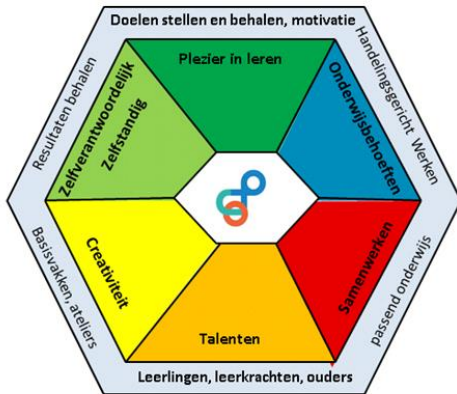 Doelen stellen en behalen, motivatie
Plezier in leren
Handelingsgericht Werken
Onderwijsbehoeften
Resultaten behalen
Zelfverantwoordelijk
Zelfstandig
Creativiteit
Basisvakken, ateliers
Samenwerken
passend onderwijs
Talenten
Leerlingen, leerkrachten, ouders